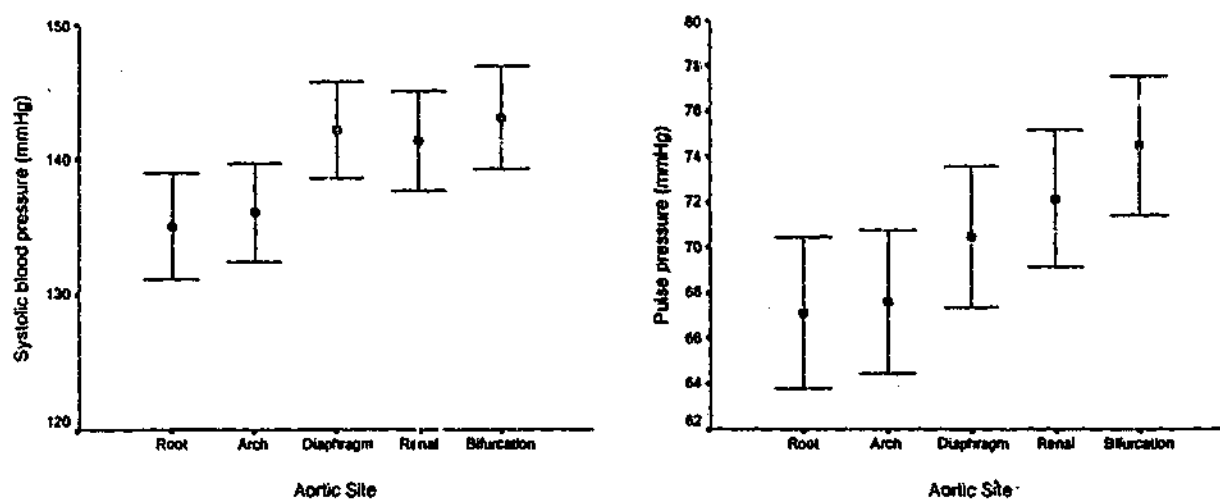 150
140
130
120
Systolic blood pressure (mmHg)
Root Arch Diaphragm Renal Bifurcation
Aortic Site
80
78
76
74
72
70
68
66
64
62
Pulse pressure (mmHg)
Root Arch Diaphragm Renal Bifurcation
Aortic Site